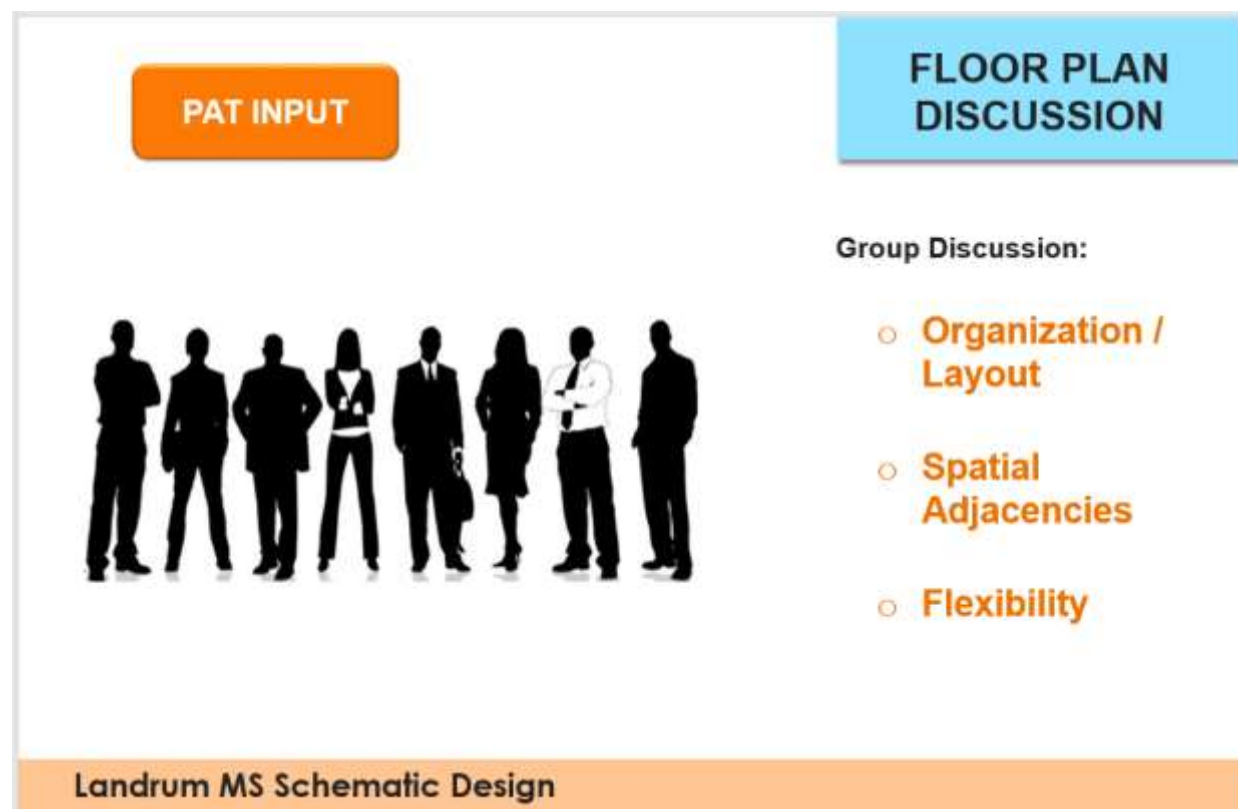 PAT INPUT
FLOOR PLAN
DISCUSSION
Group Discussion:
o Organization /
Layout
o Spatial
Adjacencies
o Flexibility
Landrum MS Schematic Design